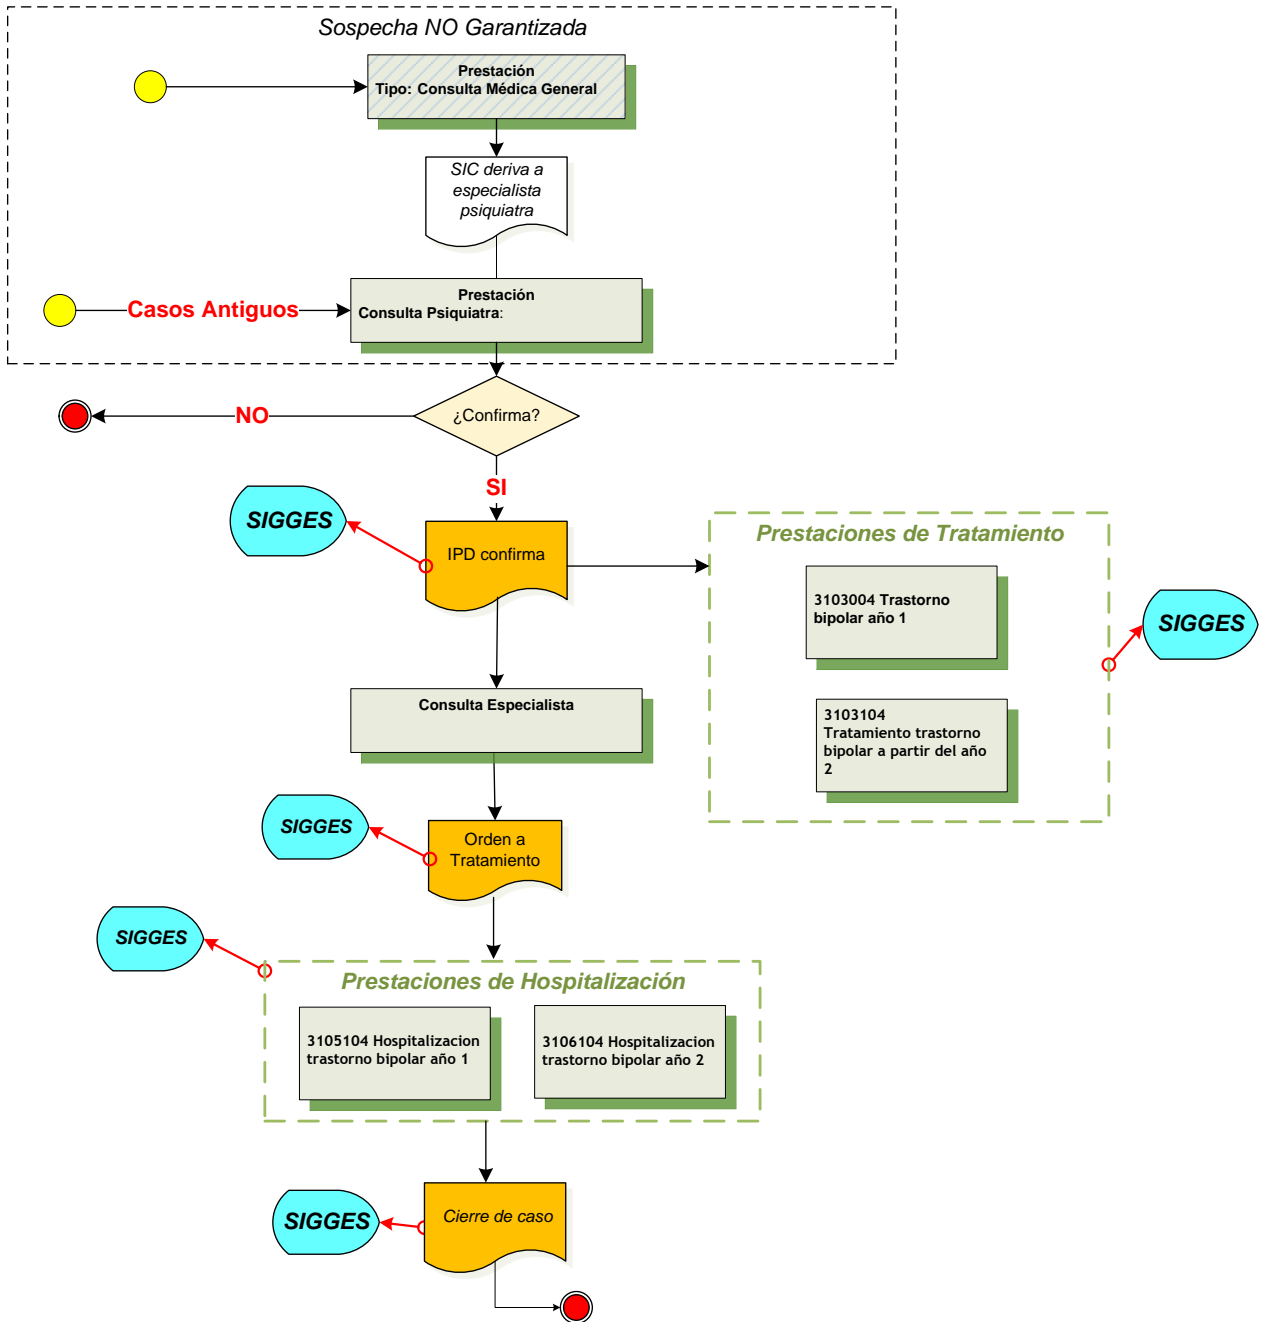 Sospecha NO Garantizada
Prestación
Tipo: Consulta Médica General
SIC deriva a
especialista
psiquiatra
Casos Antiguos
Prestación
Consulta Psiquiatra:
¿Confirma?
NO
SI
SIGGES
IPD confirma
Prestaciones de Tratamiento
3103004 Trastorno
bipolar año 1
SIGGES
3103104
Tratamiento trastorno
bipolar a partir del año
2
Consulta Especialista
SIGGES
Orden a
Tratamiento
SIGGES
Prestaciones de Hospitalización
3105104 Hospitalizacion
trastorno bipolar año 1
3106104 Hospitalizacion
trastorno bipolar año 2
SIGGES
Cierre de caso